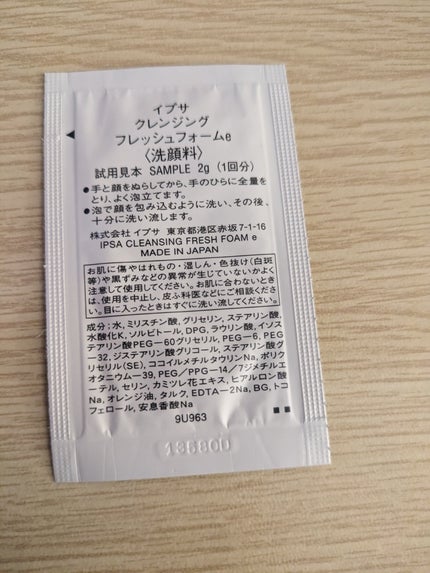 イプサ
クレンジング
フレッシュフォームe
〈洗顔料〉
試用見本 SAMPLE 2g (1回分)
●手と顔をぬらしてから、手のひらに全量を
とり、よく泡立てます。
●泡で顔を包み込むように洗い、その後、
十分に洗い流します。
株式会社 イプサ 東京都港区赤坂7-1-16
IPSA CLEANSING FRESH FOAM e
MADE IN JAPAN
お肌に傷やはれもの・湿しん・色抜け(白斑
等)や黒ずみなどの異常が生じていないかよく
注意して使用してください。お肌に合わないとき
は、使用を中止し、皮ふ科医などにご相談くださ
い。目に入ったときはすぐに洗い流してください。
成分:水, ミリスチン酸, グリセリン, ステアリン酸,
水酸化K, ソルビトール, DPG, ラウリン酸, イソス
テアリン酸PEG-60グリセリル, PEG-6, PEG
-32, ジステアリン酸グリコール, ステアリン酸グ
リセリル(SE), ココイルメチルタウリンNa, ポリク
オタニウム-39, PEG/PPG-14/7ジメチルエ
ーテル, セリン, カミツレ花エキス, ヒアルロン酸
Na, オレンジ油, タルク, EDTA-2Na, BG, トコ
フェロール, 安息香酸Na
9U963